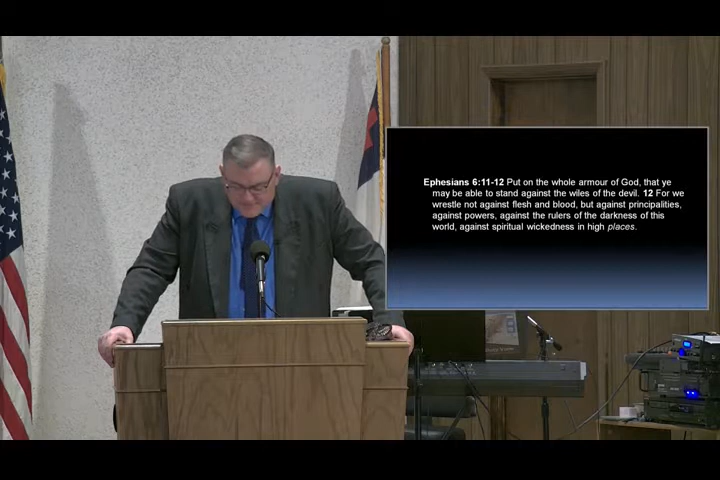 Ephesians 6:11-12 Put on the whole armour of God, that ye
may be able to stand against the wiles of the devil. 12 For we
wrestle not against flesh and blood, but against principalities,
against powers, against the rulers of the darkness of this
world, against spiritual wickedness in high places.